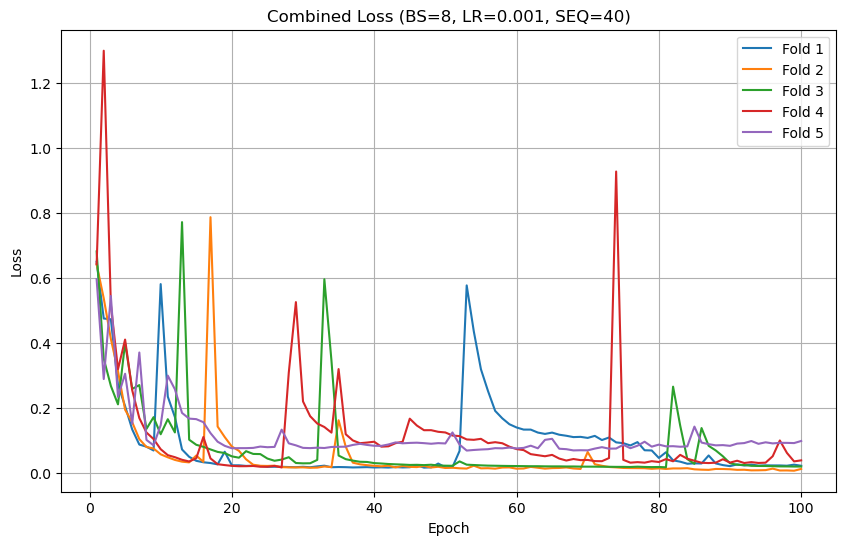 Combined Loss (BS=8, LR=0.001, SEQ=40)
Fold 1
Fold 2
Fold 3
Fold 4
Fold 5
Loss
1.2
1.0
0.8
0.6
0.4
0.2
0.0
0 20 40 60 80 100
Epoch